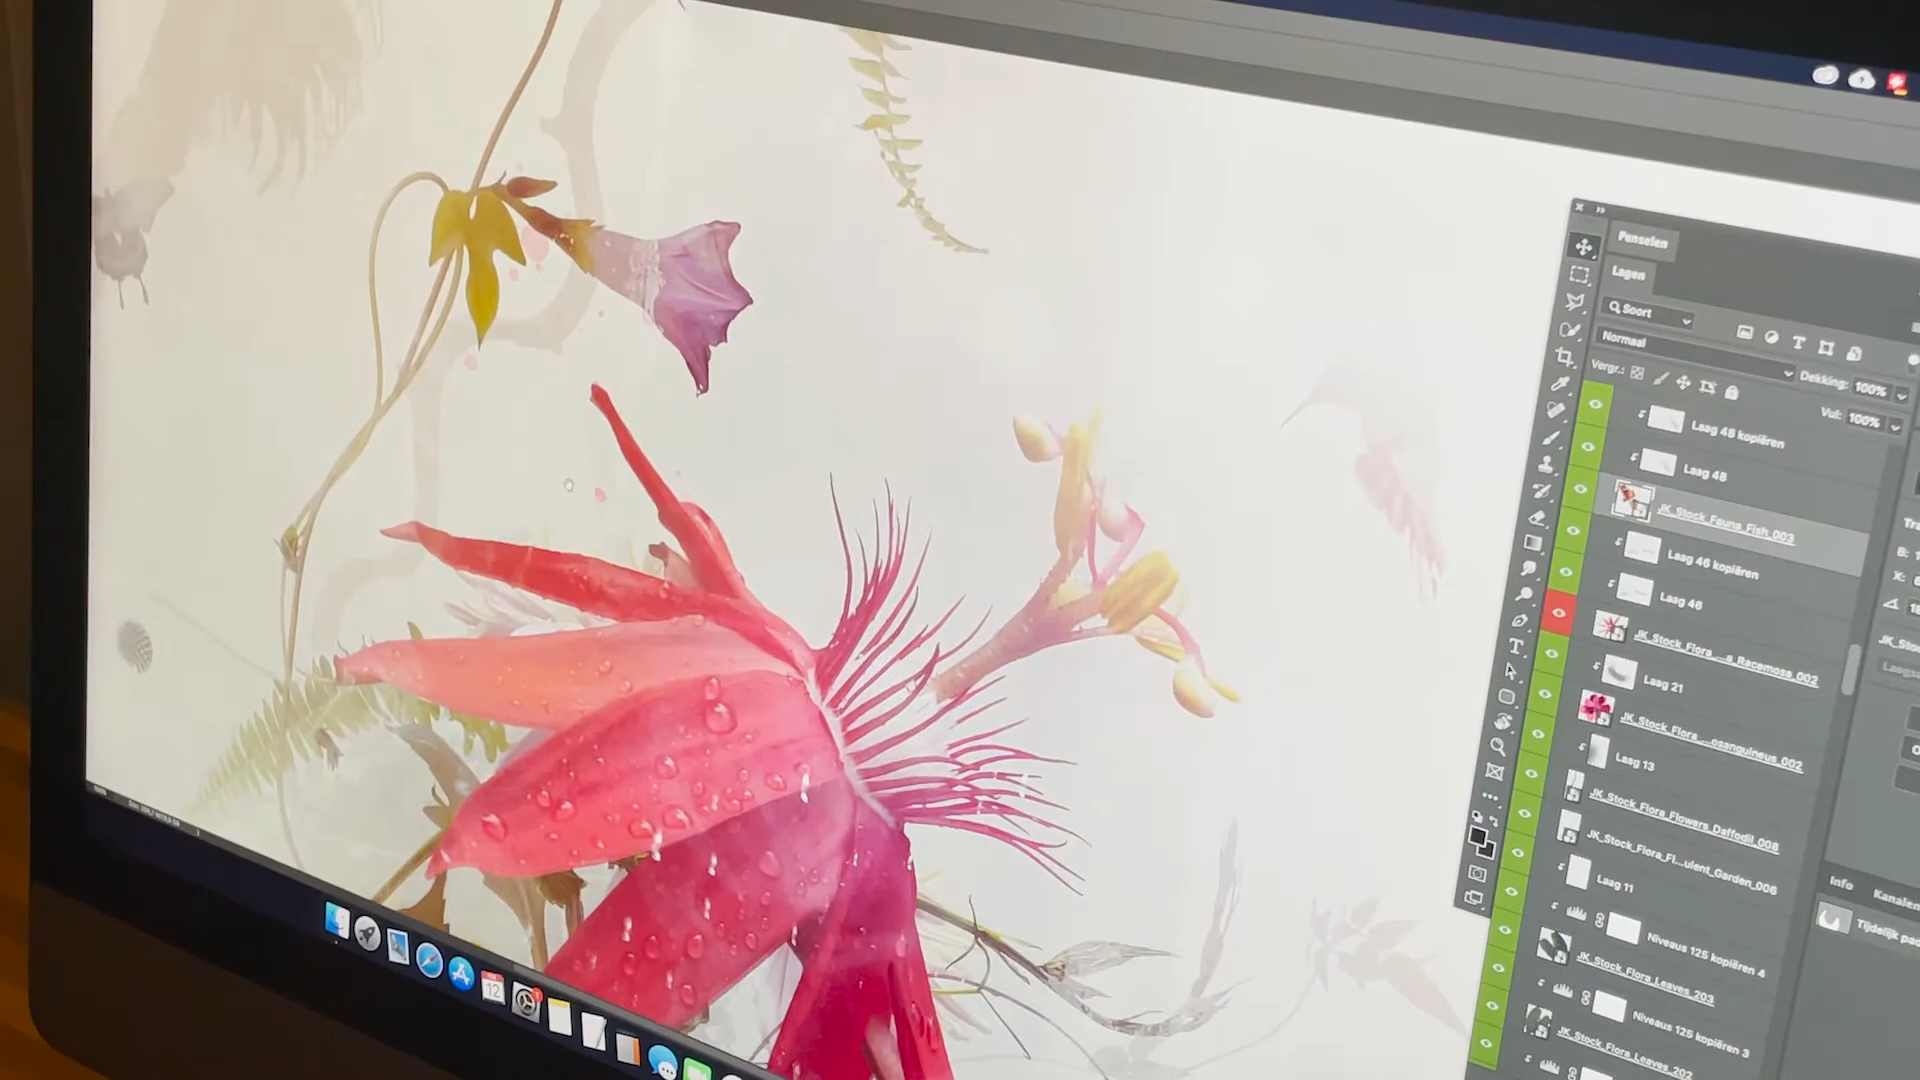 Penselen
Lagen
Soort
Normaal
Dekking: 100%
Vergr.:
Vul: 100%
Laag 48 kopiëren
Laag 48
JK_Stock_Fauna_Fish_003
Laag 46 kopiëren
Laag 46
JK_Stock_Flora_...a_Racemosa_002
Laag 21
JK_Stock_Flora_...osanguineus_002
Laag 13
JK_Stock_Flora_Flowers_Daffodil_008
JK_Stock_Flora_Fl...ulent_Garden_006
Laag 11
Niveaus 125 kopiëren 4
JK_Stock_Flora_Leaves_203
Niveaus 125 kopiëren 3
JK_Stock_Flora_Leaves_202
Info
Kanalen
Tijdelijk pa
12